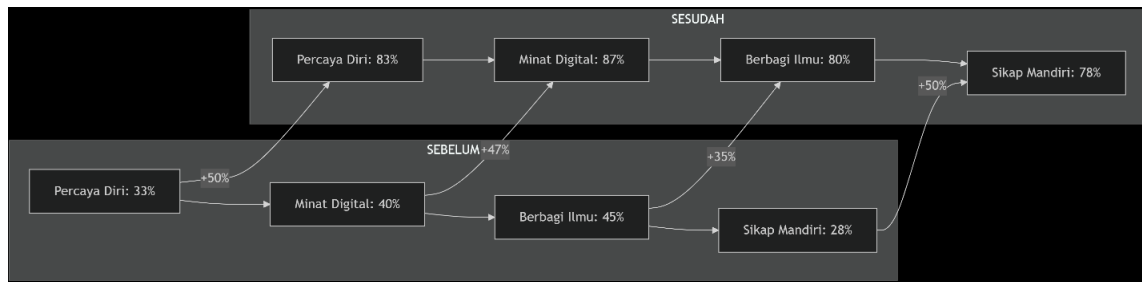 SESUDAH
Percaya Diri: 83%
Minat Digital: 87%
Berbagi Ilmu: 80%
Sikap Mandiri: 78%
+50%
SEBELUM
+47%
+35%
+50%
Percaya Diri: 33%
Minat Digital: 40%
Berbagi Ilmu: 45%
Sikap Mandiri: 28%